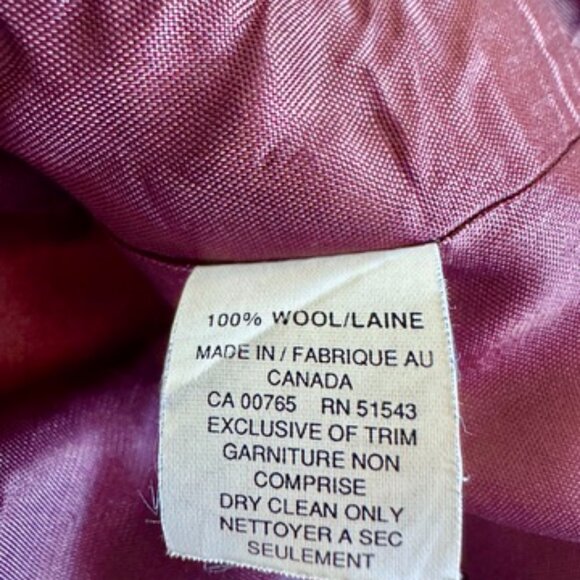 100% WOOL/LAINE
MADE IN / FABRIQUE AU
CANADA
CA 00765 RN 51543
EXCLUSIVE OF TRIM
GARNITURE NON
COMPRISE
DRY CLEAN ONLY
NETTOYER A SEC
SEULEMENT